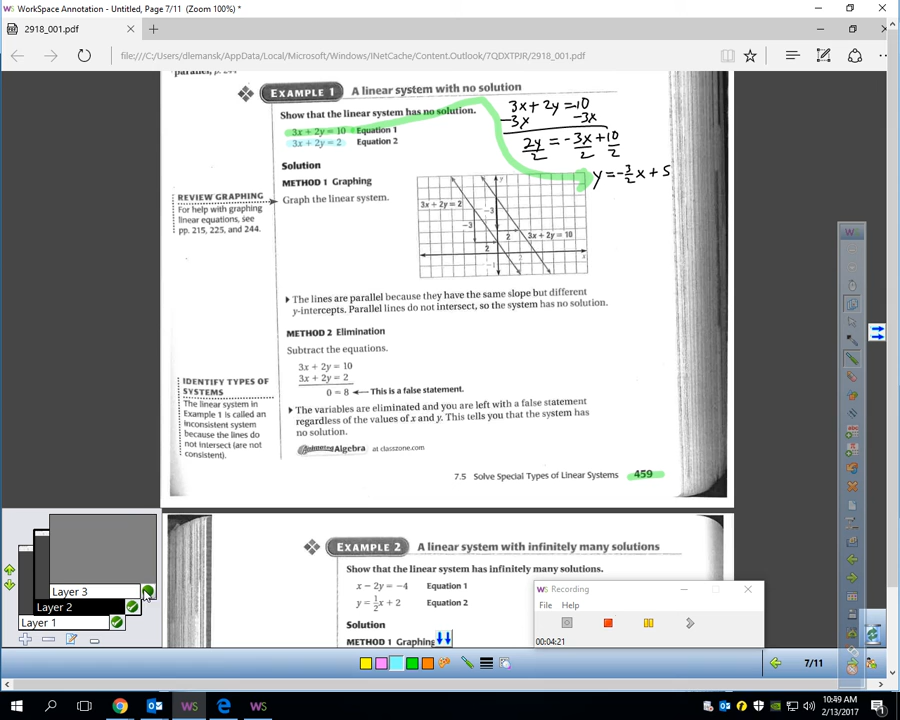 WorkSpace Annotation - Untitled, Page 7/11 (Zoom 100%) *
2918_001.pdf
file:///C:/Users/dlemansk/AppData/Local/Microsoft/Windows/INetCache/Content.Outlook/7QDXTPJR/2918_001.pdf
EXAMPLE 1 A linear system with no solution
Show that the linear system has no solution.
3x + 2y = 10 Equation 1
3x + 2y = 2 Equation 2
3x + 2y = 10
-3x -3x
2y = -3x + 10
2 2 2
y = -3/2 x + 5
Solution
METHOD 1 Graphing
Graph the linear system.
REVIEW GRAPHING
For help with graphing
linear equations, see
pp. 215, 225, and 244.
y
3x + 2y = 2
-3
-3
2
3x + 2y = 10
2
x
▶ The lines are parallel because they have the same slope but different
y-intercepts. Parallel lines do not intersect, so the system has no solution.
METHOD 2 Elimination
Subtract the equations.
3x + 2y = 10
3x + 2y = 2
0 = 8 ← This is a false statement.
IDENTIFY TYPES OF
SYSTEMS
The linear system in
Example 1 is called an
inconsistent system
because the lines do
not intersect (are not
consistent).
▶ The variables are eliminated and you are left with a false statement
regardless of the values of x and y. This tells you that the system has
no solution.
Algebra at classzone.com
7.5 Solve Special Types of Linear Systems 459
EXAMPLE 2 A linear system with infinitely many solutions
Show that the linear system has infinitely many solutions.
x - 2y = -4 Equation 1
y = 1/2 x + 2 Equation 2
Solution
METHOD 1 Graphing
Layer 3
Layer 2
Layer 1
WS Recording
File Help
00:04:21
7/11
10:49 AM
2/13/2017